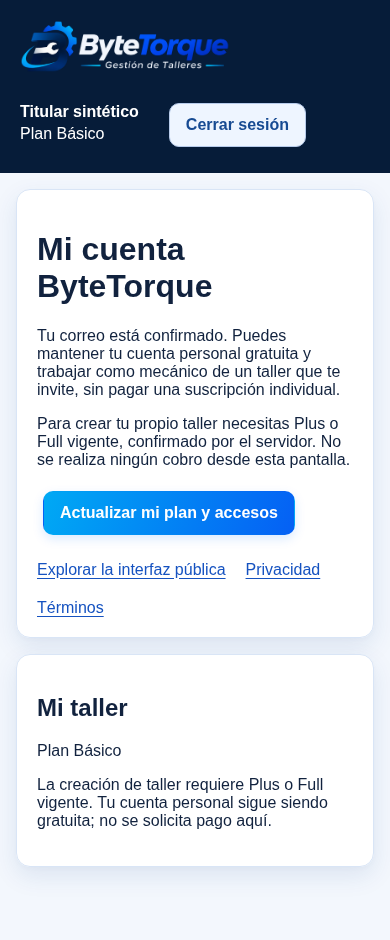 ByteTorque
Gestión de Talleres
Titular sintético
Plan Básico
Cerrar sesión
Mi cuenta
ByteTorque
Tu correo está confirmado. Puedes
mantener tu cuenta personal gratuita y
trabajar como mecánico de un taller que te
invite, sin pagar una suscripción individual.
Para crear tu propio taller necesitas Plus o
Full vigente, confirmado por el servidor. No
se realiza ningún cobro desde esta pantalla.
Actualizar mi plan y accesos
Explorar la interfaz pública Privacidad
Términos
Mi taller
Plan Básico
La creación de taller requiere Plus o Full
vigente. Tu cuenta personal sigue siendo
gratuita; no se solicita pago aquí.